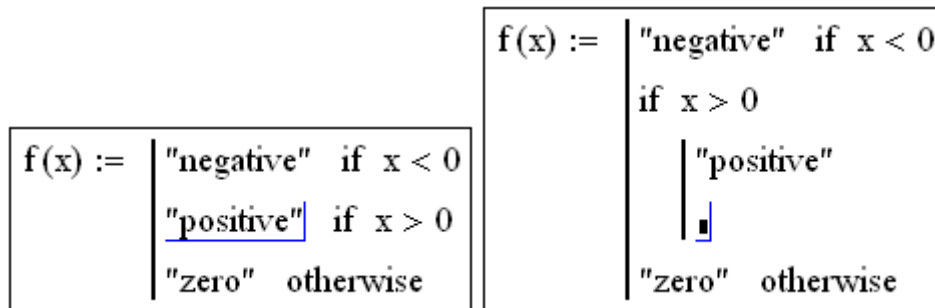 f(x) := "negative" if x < 0
"positive" if x > 0
"zero" otherwise
f(x) := "negative" if x < 0
if x > 0
"positive"
"zero" otherwise